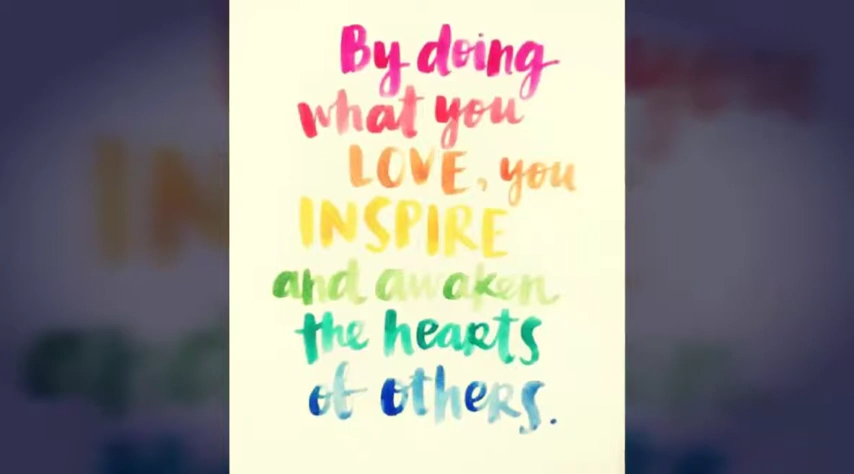 By doing
what you
LOVE, you
INSPIRE
and awaken
the hearts
of others.